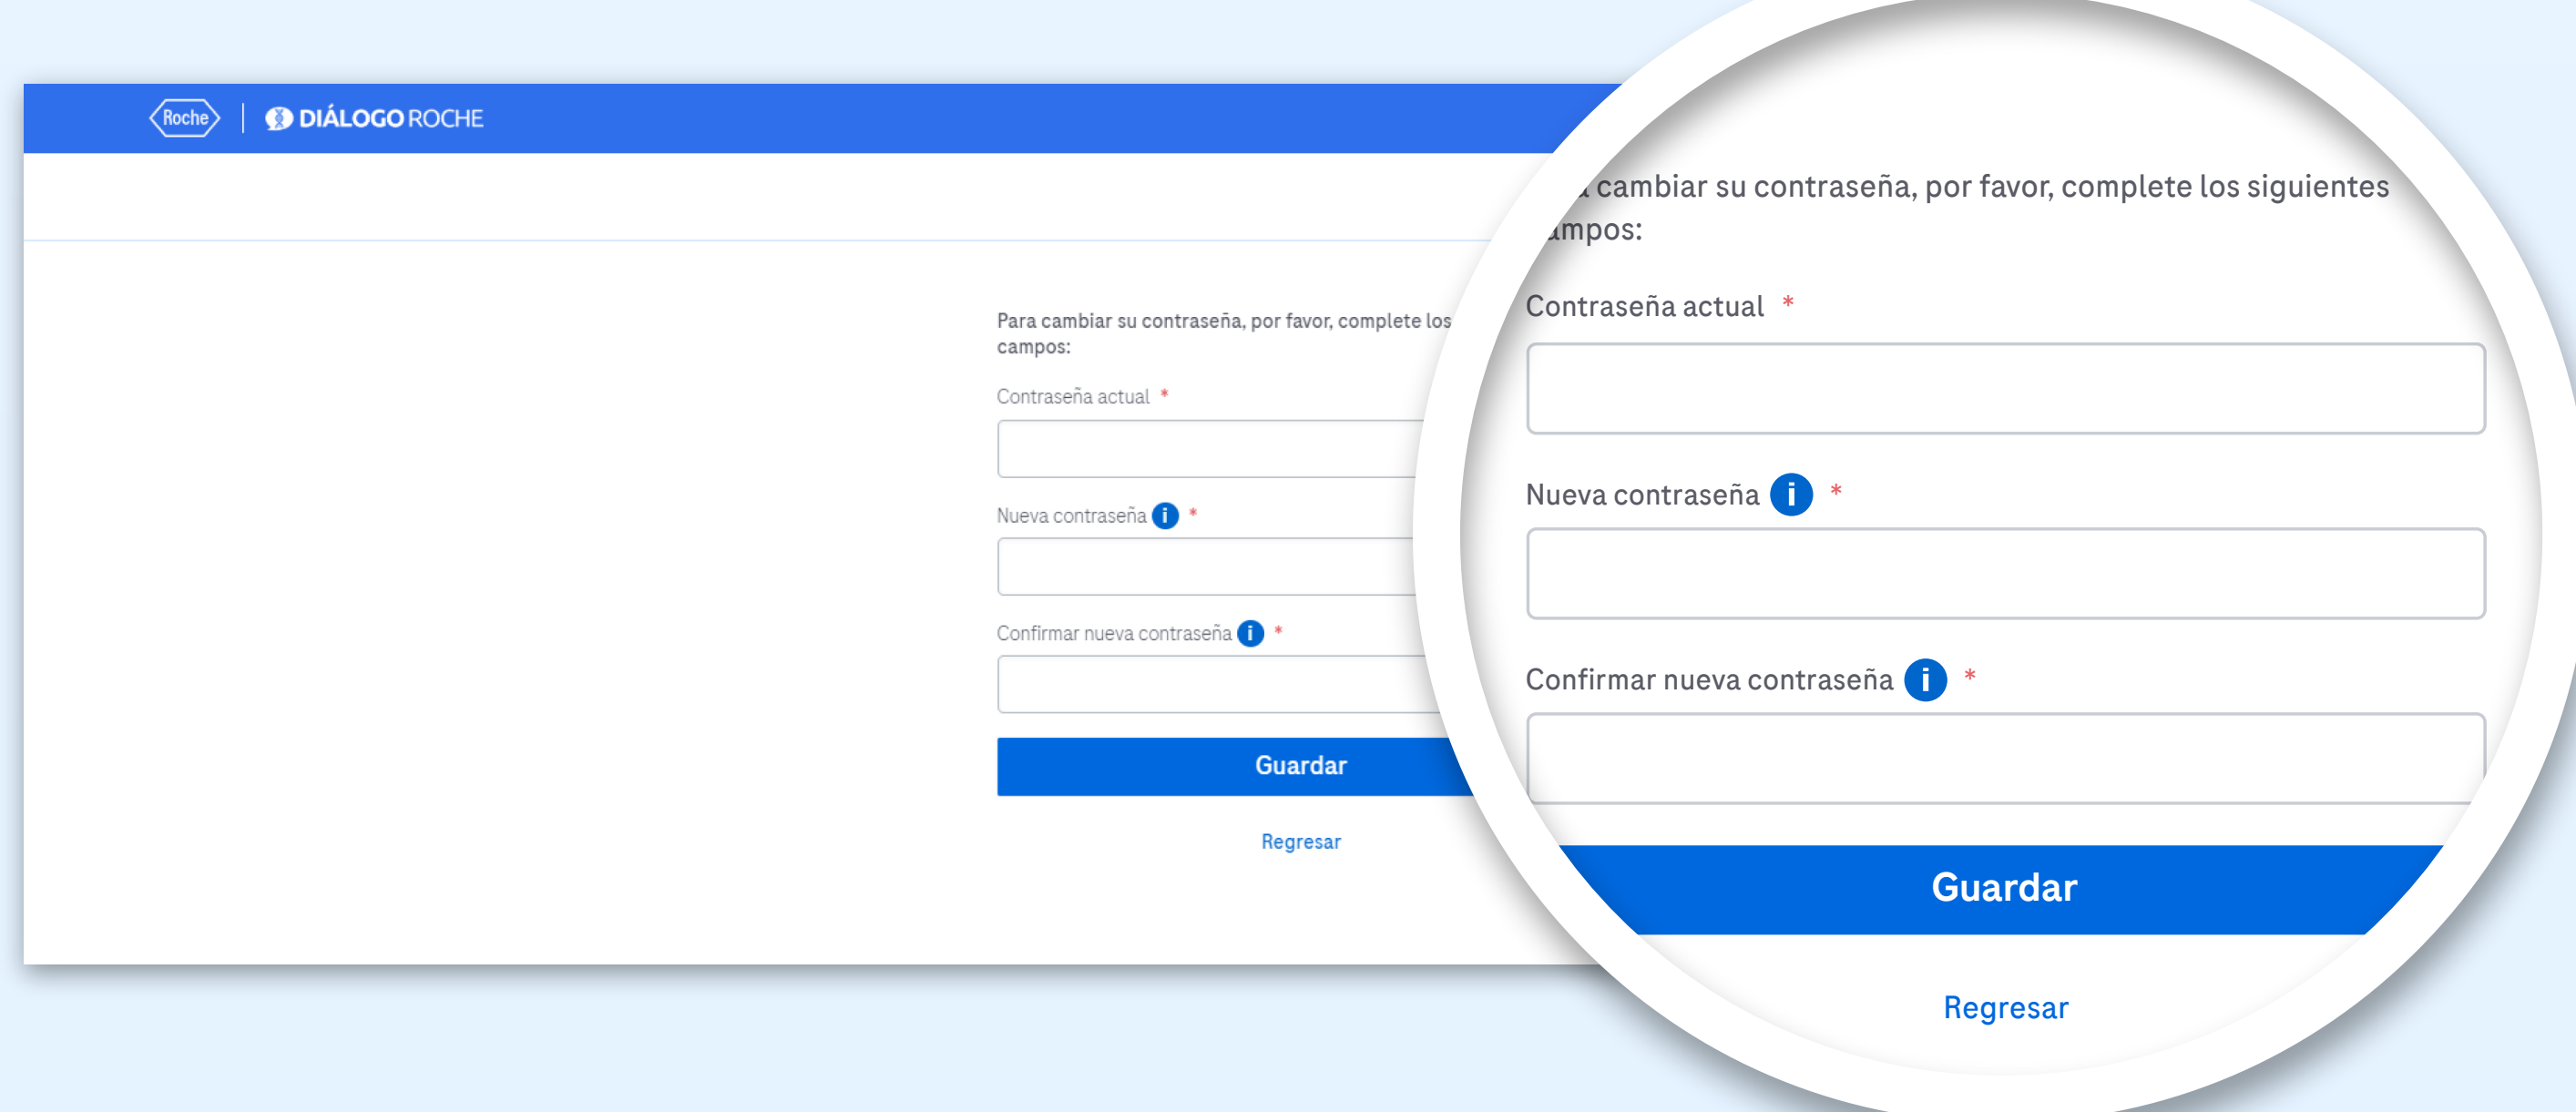 Roche
DIÁLOGO ROCHE
Para cambiar su contraseña, por favor, complete los
campos:
Contraseña actual *
Nueva contraseña i *
Confirmar nueva contraseña i *
Guardar
Regresar
cambiar su contraseña, por favor, complete los siguientes
ampos:
Contraseña actual *
Nueva contraseña i *
Confirmar nueva contraseña i *
Guardar
Regresar